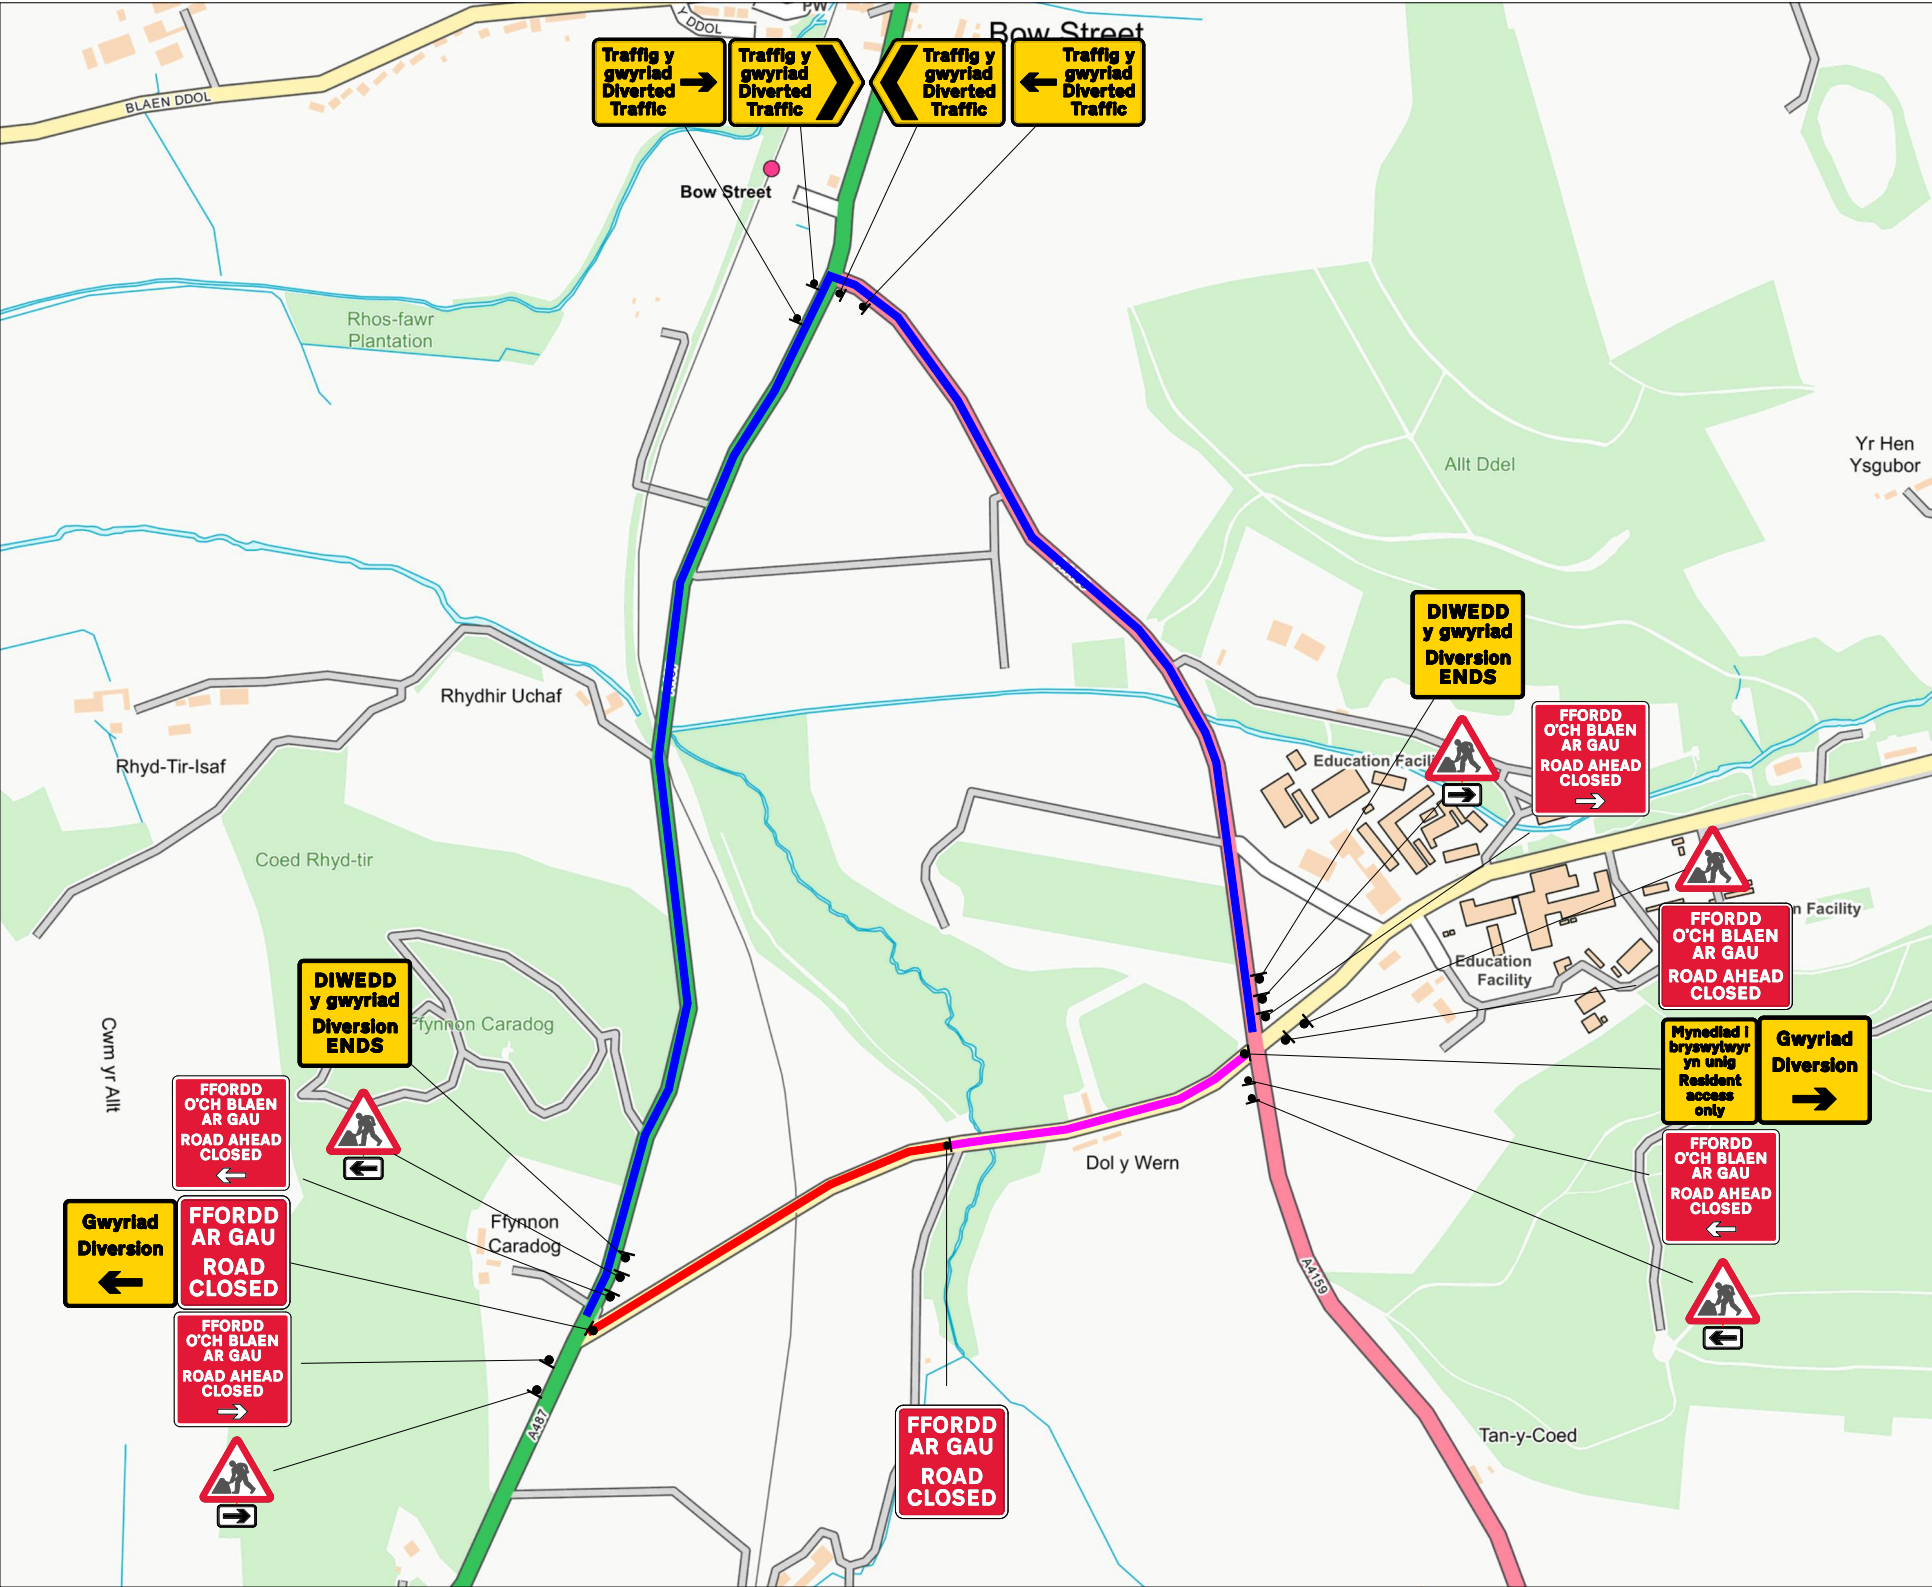 Y DDOL
PW
Bow Street
BLAEN DDOL
Traffig y
gwyriad
Diverted
Traffic
Traffig y
gwyriad
Diverted
Traffic
Traffig y
gwyriad
Diverted
Traffic
Traffig y
gwyriad
Diverted
Traffic
Bow Street
Rhos-fawr
Plantation
Allt Ddel
Yr Hen
Ysgubor
DIWEDD
y gwyriad
Diversion
ENDS
Rhydhir Uchaf
Rhyd-Tir-Isaf
FFORDD
O'CH BLAEN
AR GAU
ROAD AHEAD
CLOSED
Education
Coed Rhyd-tir
FFORDD
O'CH BLAEN
AR GAU
ROAD AHEAD
CLOSED
Facility
Education
Facility
DIWEDD
y gwyriad
Diversion
ENDS
Ffynnon Caradog
Cwm yr Allt
Mynediad i
bryswylwyr
yn unig
Resident
access
only
Gwyriad
Diversion
FFORDD
O'CH BLAEN
AR GAU
ROAD AHEAD
CLOSED
FFORDD
O'CH BLAEN
AR GAU
ROAD AHEAD
CLOSED
Dol y Wern
Gwyriad
Diversion
FFORDD
AR GAU
ROAD
CLOSED
Ffynnon
Caradog
A4159
FFORDD
O'CH BLAEN
AR GAU
ROAD AHEAD
CLOSED
A487
FFORDD
AR GAU
ROAD
CLOSED
Tan-y-Coed